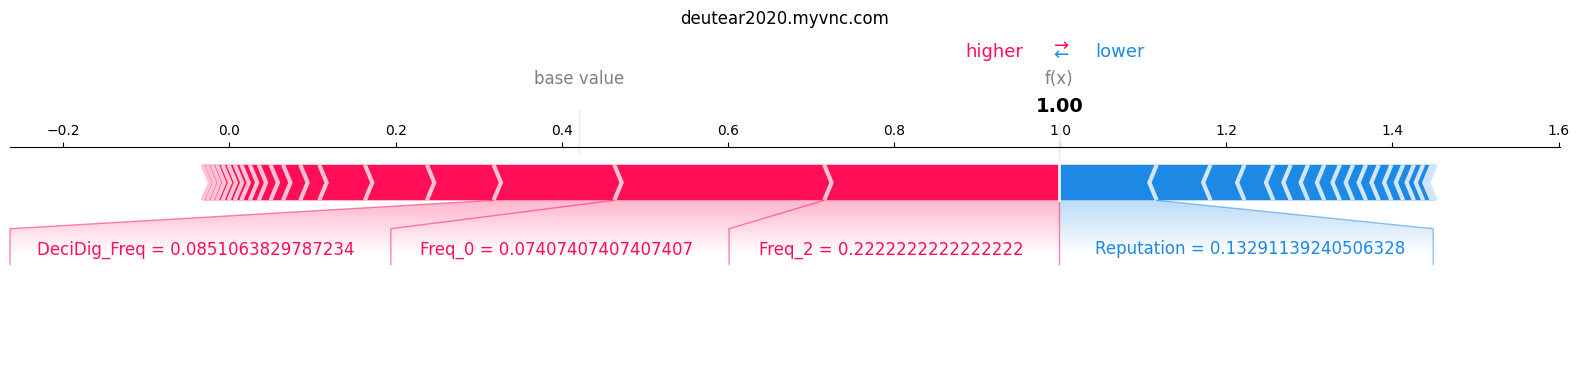 deutear2020.myvnc.com
higher ⇄ lower
base value f(x)
1.00
−0.2 0.0 0.2 0.4 0.6 0.8 1.0 1.2 1.4 1.6
DeciDig_Freq = 0.0851063829787234 Freq_0 = 0.07407407407407407 Freq_2 = 0.2222222222222222 Reputation = 0.13291139240506328